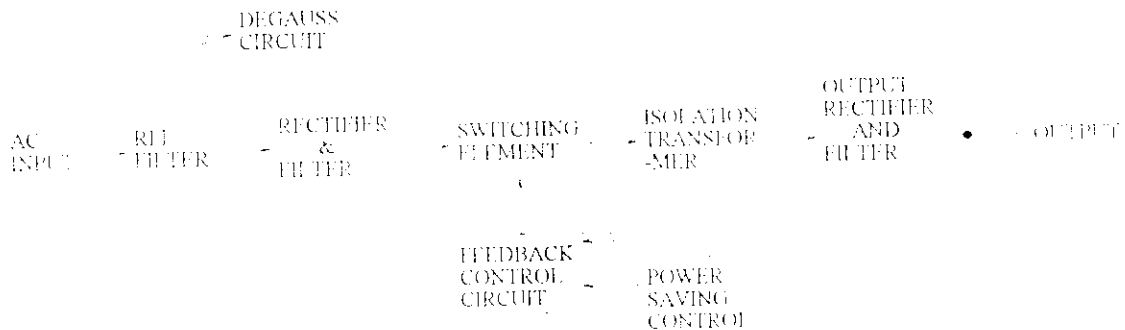 DEGAUSS
CIRCUIT
AC
INPUT
RFI
FILTER
RECTIFIER
&
FILTER
SWITCHING
ELEMENT
ISOLATION
TRANSFOR
-MER
OUTPUT
RECTIFIER
AND
FILTER
OUTPUT
FEEDBACK
CONTROL
CIRCUIT
POWER
SAVING
CONTROL